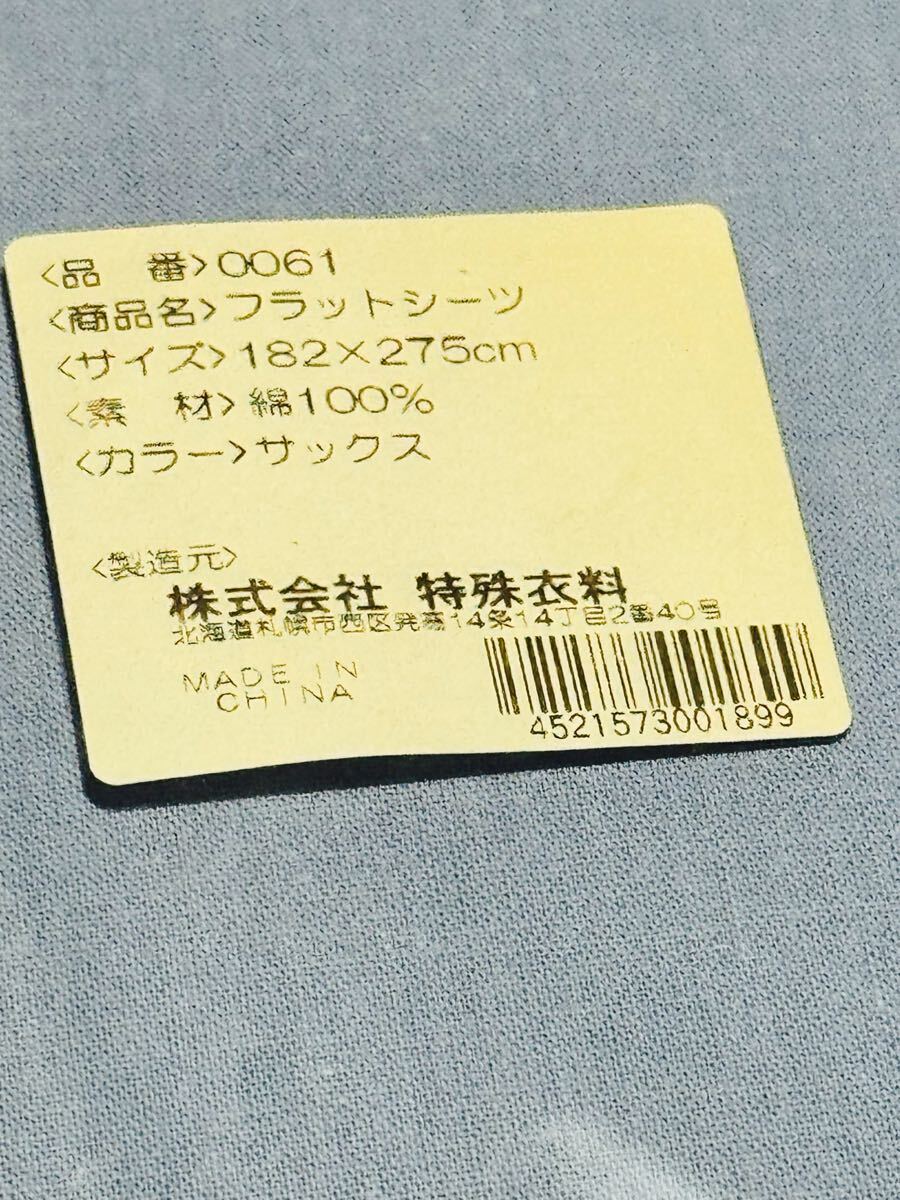 <品　番>0061
<商品名>フラットシーツ
<サイズ>182×275cm
<素　材>綿100%
<カラー>サックス
<製造元>
株式会社 特殊衣料
北海道札幌市西区発寒14条14丁目2番40号
MADE IN
CHINA
4521573001899